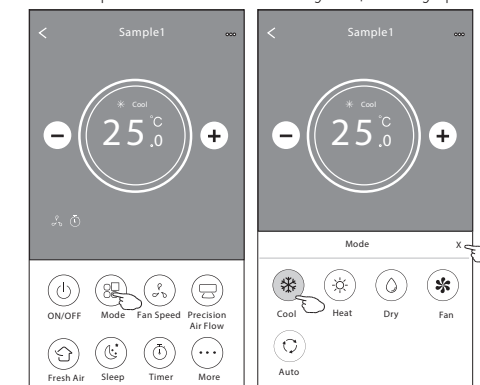 Sample1
Cool
25.0°C
ON/OFF
Mode
Fan Speed
Precision
Air Flow
Fresh Air
Sleep
Timer
More
Sample1
Cool
25.0°C
Mode
X
Cool
Heat
Dry
Fan
Auto